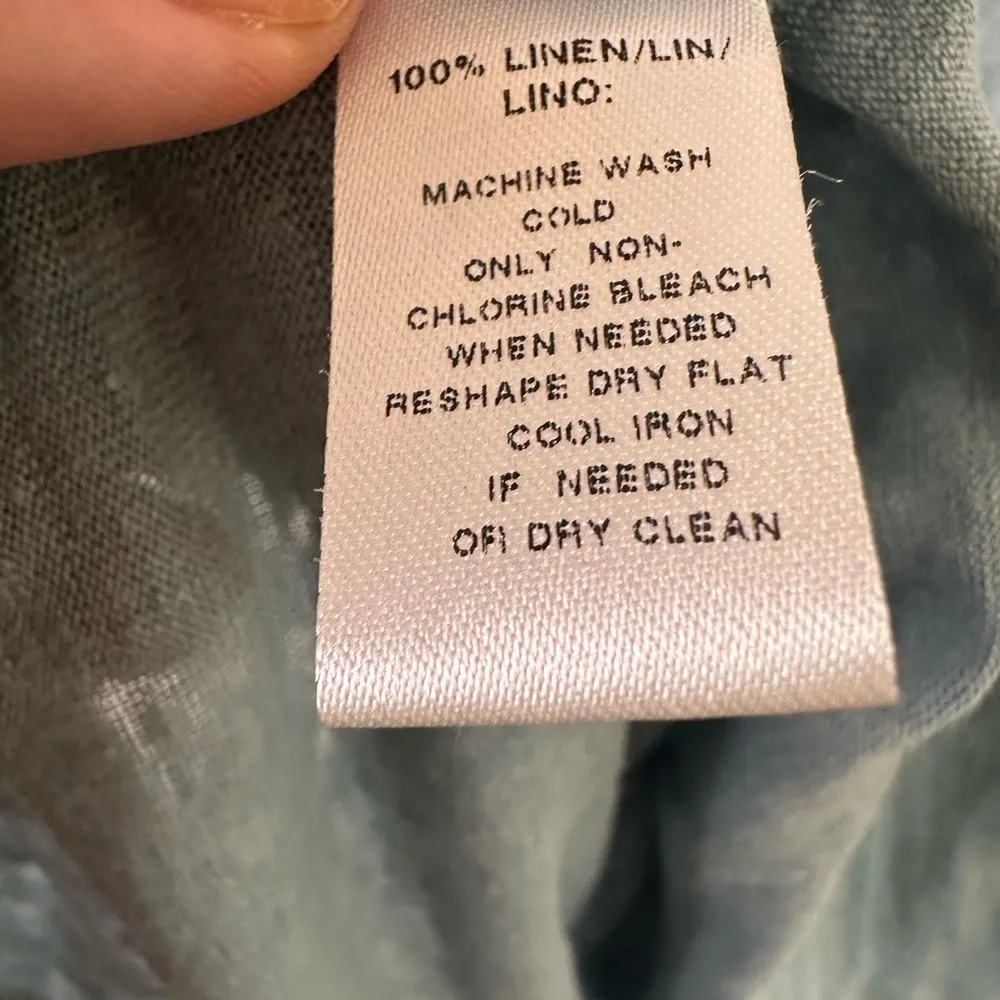 100% LINEN/LIN/
LINO:
MACHINE WASH
COLD
ONLY NON-
CHLORINE BLEACH
WHEN NEEDED
RESHAPE DRY FLAT
COOL IRON
IF NEEDED
OR DRY CLEAN